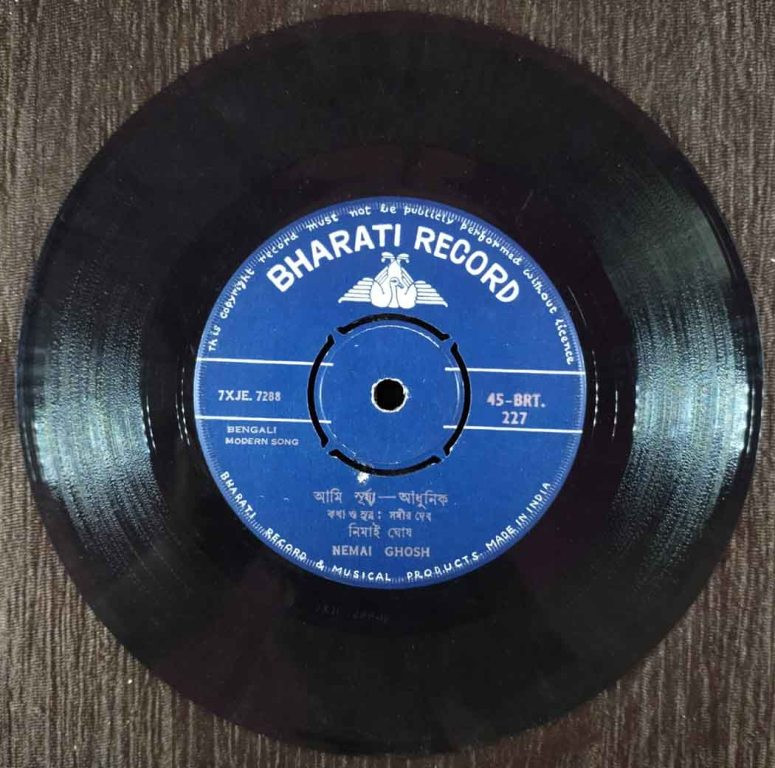 This copyright record must not be publicly performed without licence
BHARATI RECORD
7XJE. 7288
45-BRT.
227
BENGALI
MODERN SONG
আমি সূর্য্য—আধুনিক
কথা ও সুর : সমীর দেব
নিমাই ঘোষ
NEMAI GHOSH
BHARATI RECORD & MUSICAL PRODUCTS. MADE IN INDIA